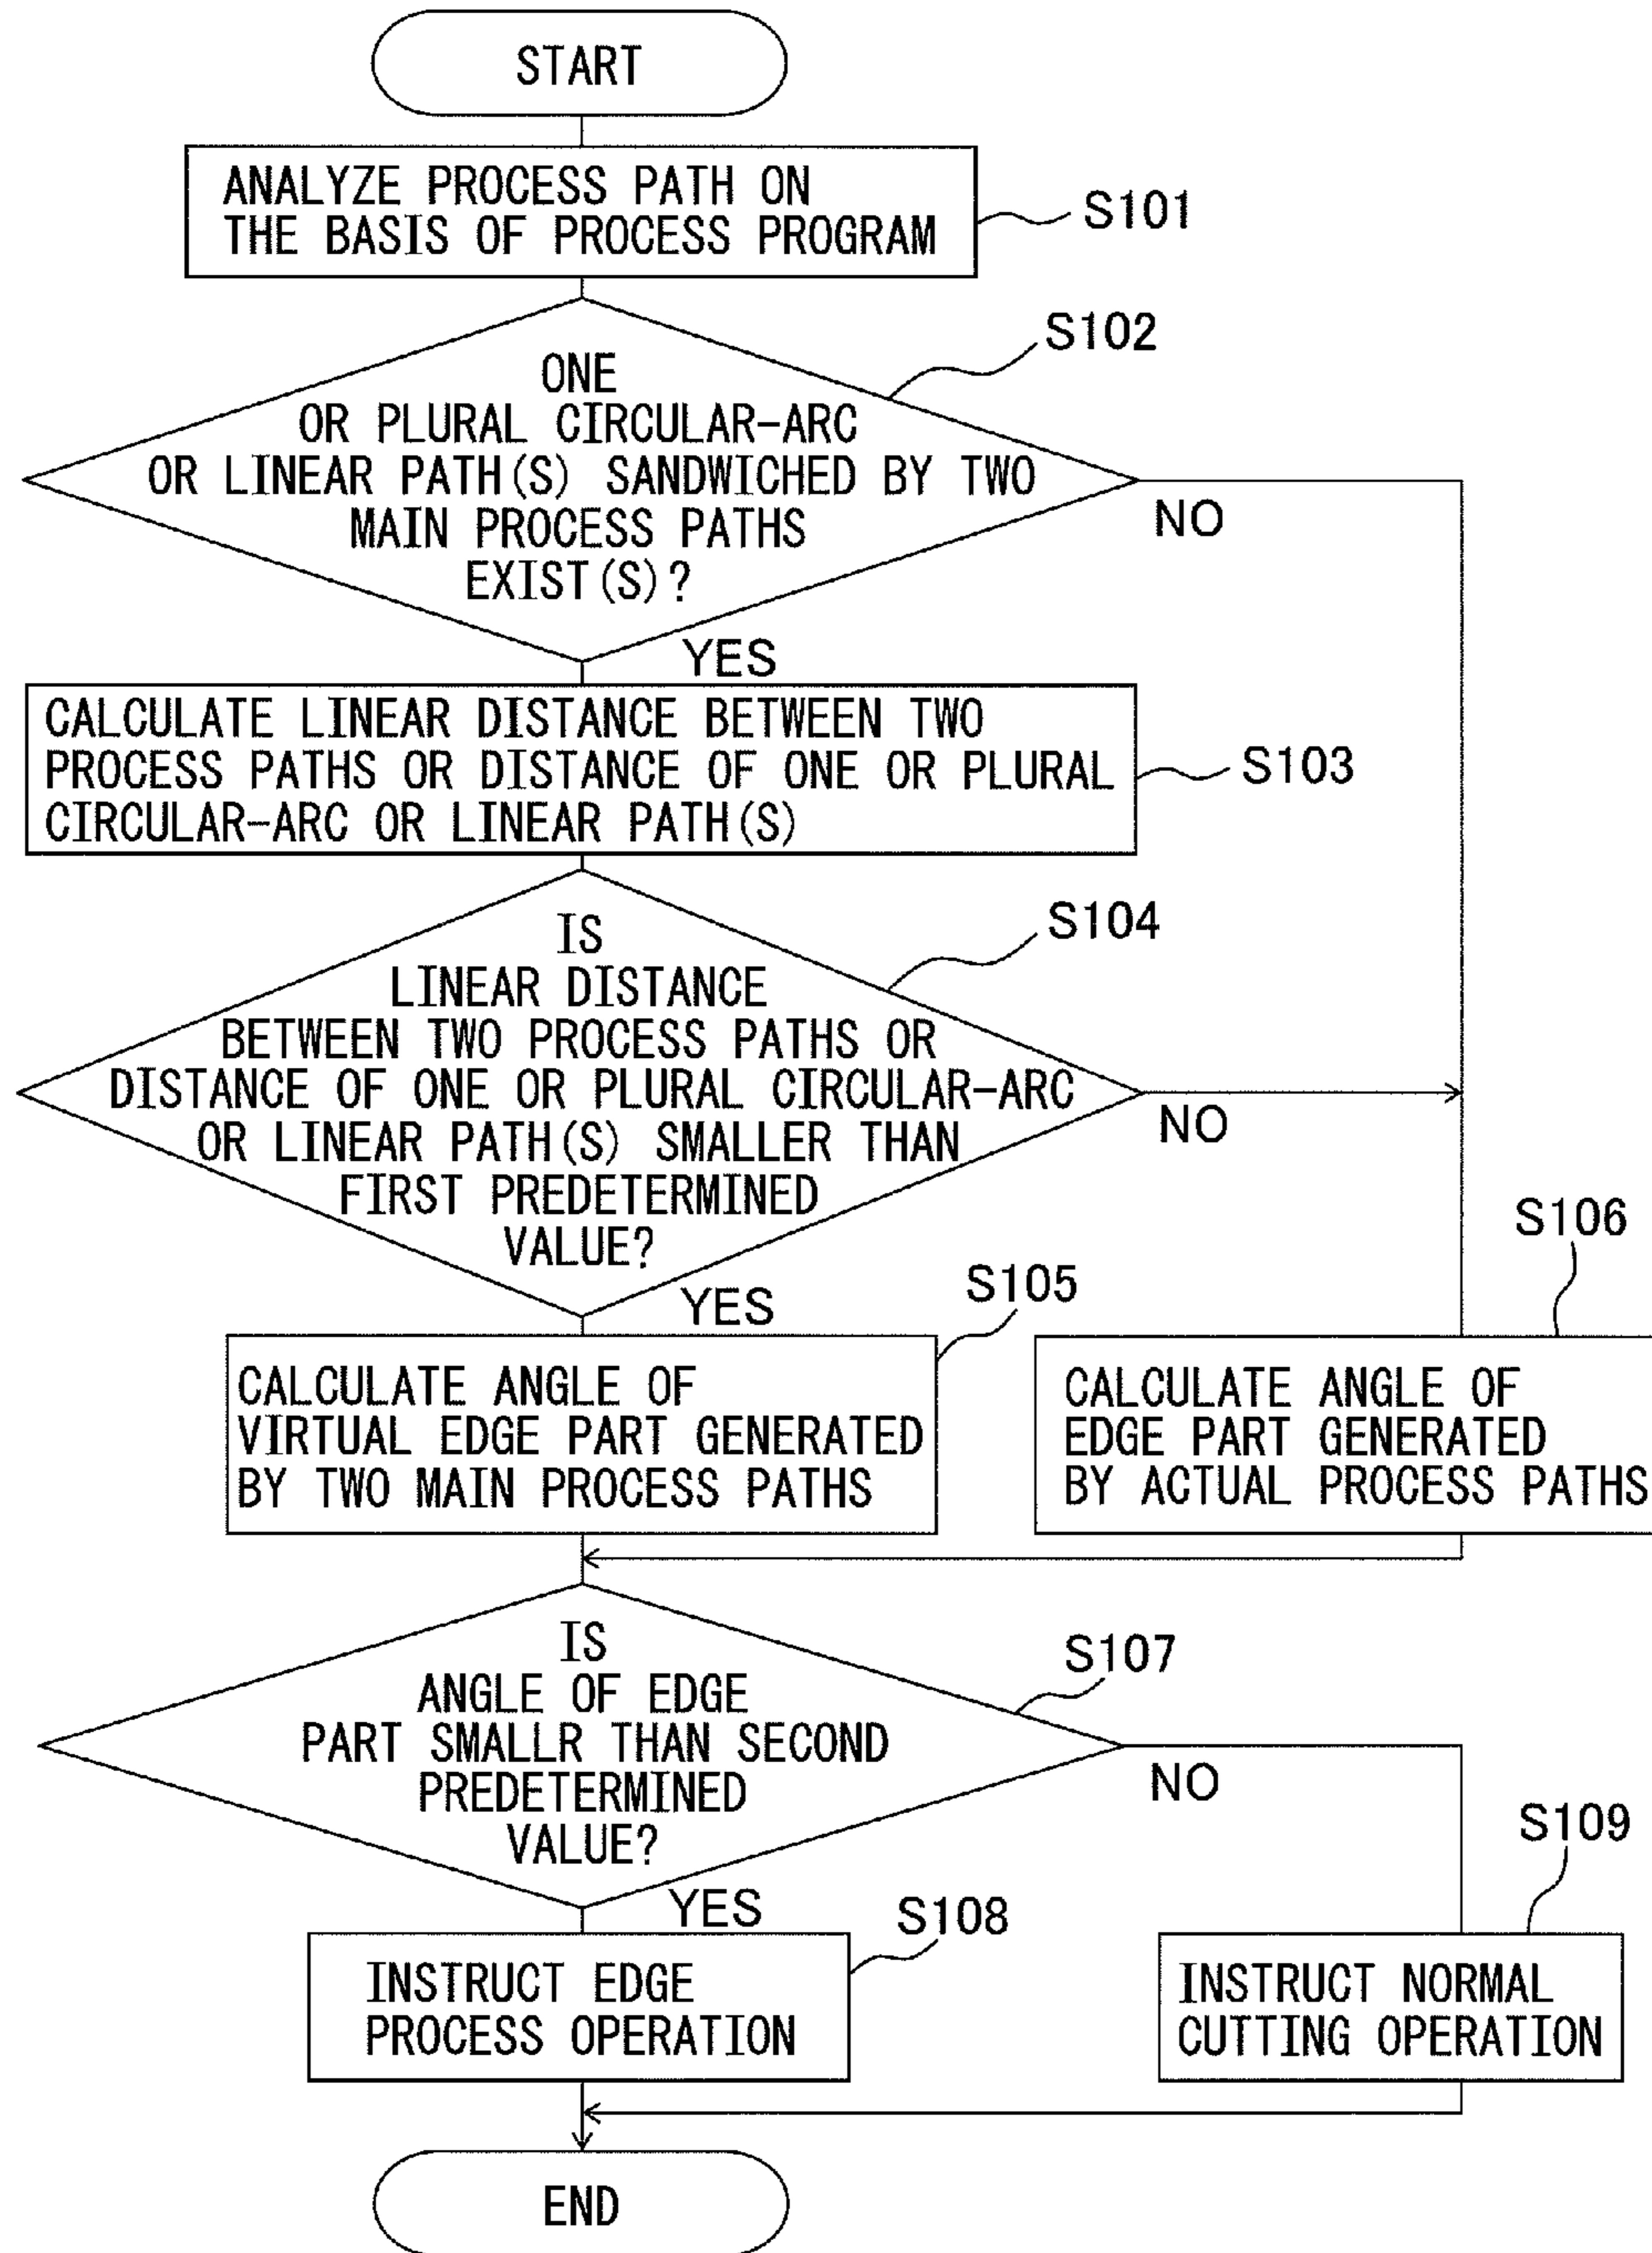 START
ANALYZE PROCESS PATH ON
THE BASIS OF PROCESS PROGRAM
S101
S102
ONE
OR PLURAL CIRCULAR-ARC
OR LINEAR PATH(S) SANDWICHED BY TWO
MAIN PROCESS PATHS
EXIST(S)?
NO
YES
CALCULATE LINEAR DISTANCE BETWEEN TWO
PROCESS PATHS OR DISTANCE OF ONE OR PLURAL
CIRCULAR-ARC OR LINEAR PATH(S)
S103
S104
IS
LINEAR DISTANCE
BETWEEN TWO PROCESS PATHS OR
DISTANCE OF ONE OR PLURAL CIRCULAR-ARC
OR LINEAR PATH(S) SMALLER THAN
FIRST PREDETERMINED
VALUE?
NO
YES
S105
S106
CALCULATE ANGLE OF
VIRTUAL EDGE PART GENERATED
BY TWO MAIN PROCESS PATHS
CALCULATE ANGLE OF
EDGE PART GENERATED
BY ACTUAL PROCESS PATHS
IS
ANGLE OF EDGE
PART SMALLR THAN SECOND
PREDETERMINED
VALUE?
S107
NO
YES
S108
S109
INSTRUCT EDGE
PROCESS OPERATION
INSTRUCT NORMAL
CUTTING OPERATION
END